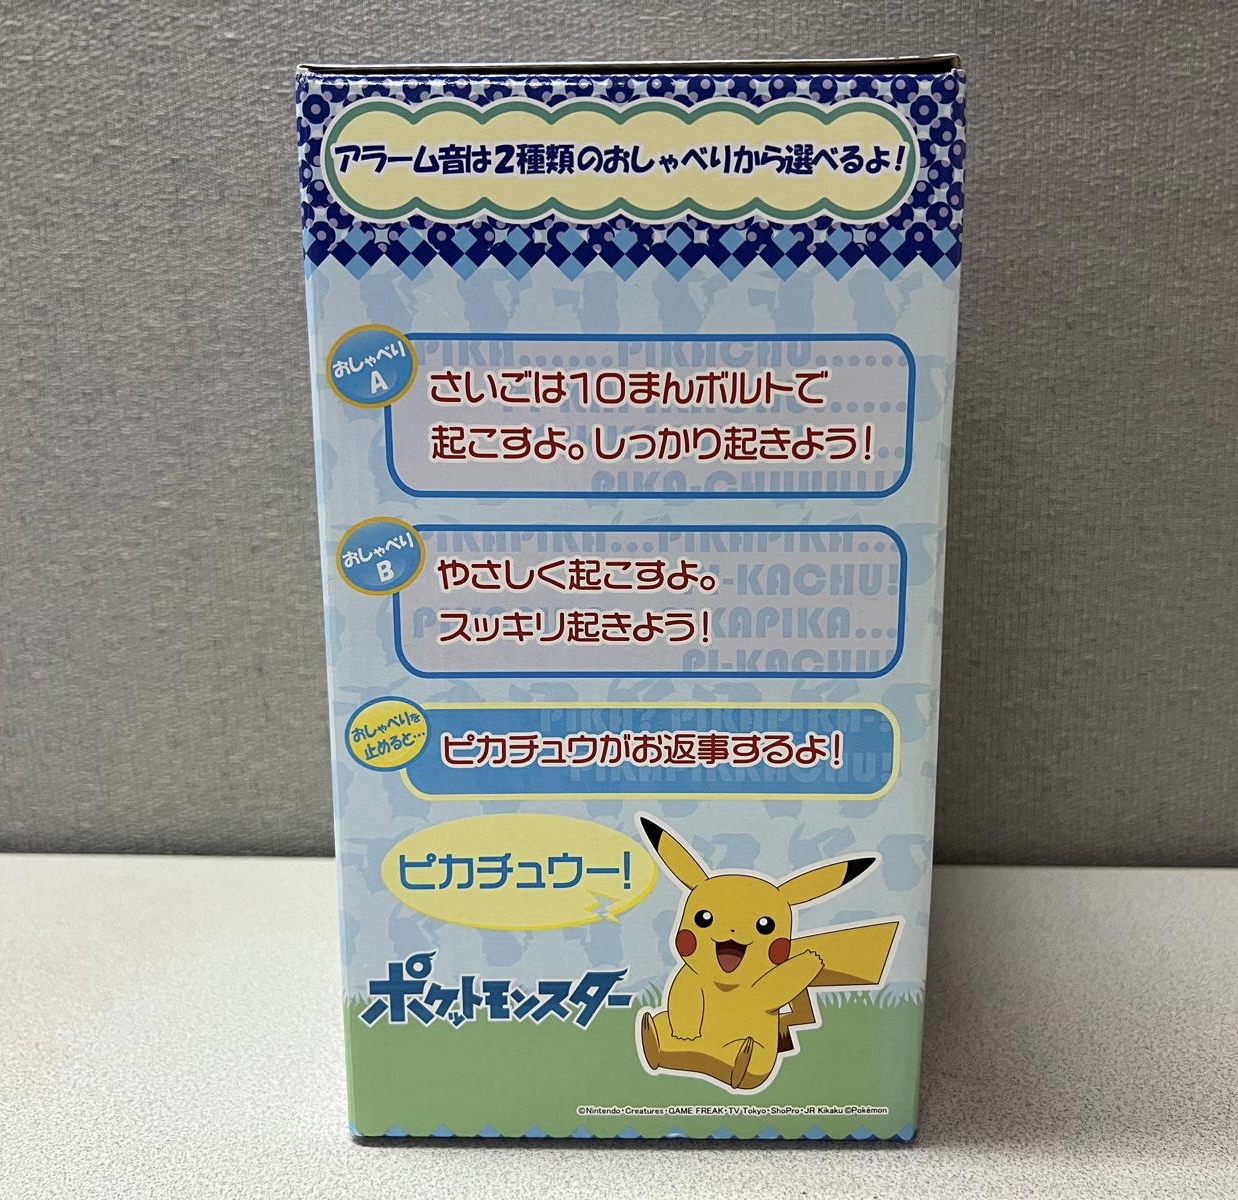 アラーム音は2種類のおしゃべりから選べるよ!
おしゃべり
A
さいごは10まんボルトで
起こすよ。しっかり起きよう!
おしゃべり
B
やさしく起こすよ。
スッキリ起きよう!
おしゃべりを
止めると…
ピカチュウがお返事するよ!
ピカチュウー!
ポケットモンスター
©Nintendo・Creatures・GAME FREAK・TV Tokyo・ShoPro・JR Kikaku ©Pokémon